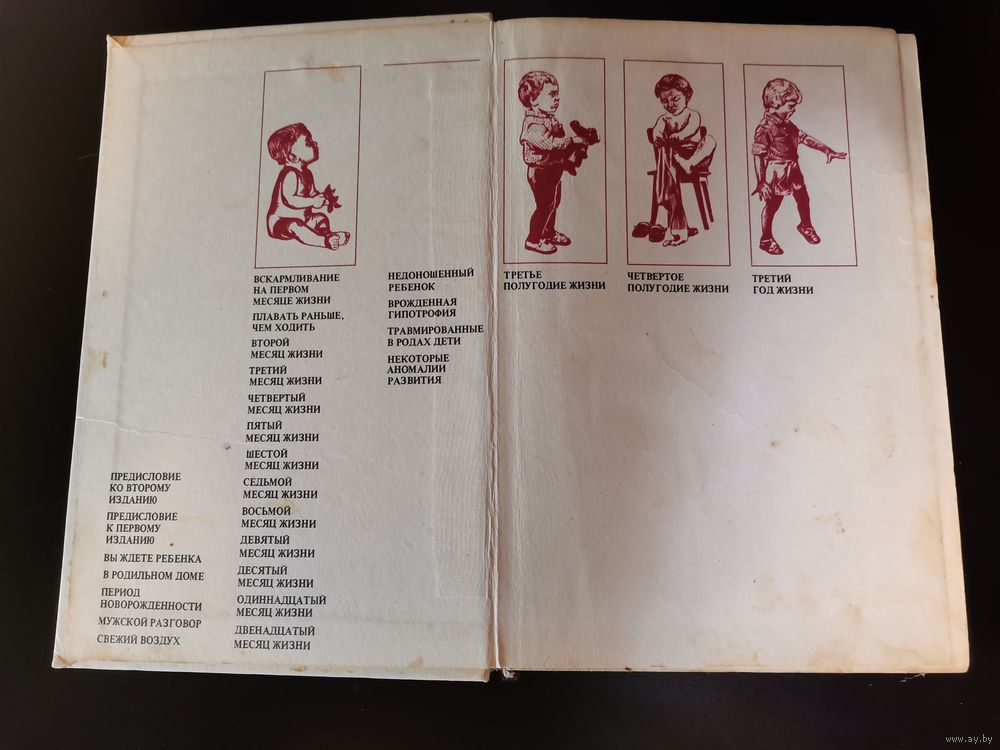 ПРЕДИСЛОВИЕ
КО ВТОРОМУ
ИЗДАНИЮ
ПРЕДИСЛОВИЕ
К ПЕРВОМУ
ИЗДАНИЮ
ВЫ ЖДЕТЕ РЕБЕНКА
В РОДИЛЬНОМ ДОМЕ
ПЕРИОД
НОВОРОЖДЕННОСТИ
МУЖСКОЙ РАЗГОВОР
СВЕЖИЙ ВОЗДУХ
ВСКАРМЛИВАНИЕ
НА ПЕРВОМ
МЕСЯЦЕ ЖИЗНИ
ПЛАВАТЬ РАНЬШЕ,
ЧЕМ ХОДИТЬ
ВТОРОЙ
МЕСЯЦ ЖИЗНИ
ТРЕТИЙ
МЕСЯЦ ЖИЗНИ
ЧЕТВЕРТЫЙ
МЕСЯЦ ЖИЗНИ
ПЯТЫЙ
МЕСЯЦ ЖИЗНИ
ШЕСТОЙ
МЕСЯЦ ЖИЗНИ
СЕДЬМОЙ
МЕСЯЦ ЖИЗНИ
ВОСЬМОЙ
МЕСЯЦ ЖИЗНИ
ДЕВЯТЫЙ
МЕСЯЦ ЖИЗНИ
ДЕСЯТЫЙ
МЕСЯЦ ЖИЗНИ
ОДИННАДЦАТЫЙ
МЕСЯЦ ЖИЗНИ
ДВЕНАДЦАТЫЙ
МЕСЯЦ ЖИЗНИ
НЕДОНОШЕННЫЙ
РЕБЕНОК
ВРОЖДЕННАЯ
ГИПОТРОФИЯ
ТРАВМИРОВАННЫЕ
В РОДАХ ДЕТИ
НЕКОТОРЫЕ
АНОМАЛИИ
РАЗВИТИЯ
ТРЕТЬЕ
ПОЛУГОДИЕ ЖИЗНИ
ЧЕТВЕРТОЕ
ПОЛУГОДИЕ ЖИЗНИ
ТРЕТИЙ
ГОД ЖИЗНИ
www.ay.by